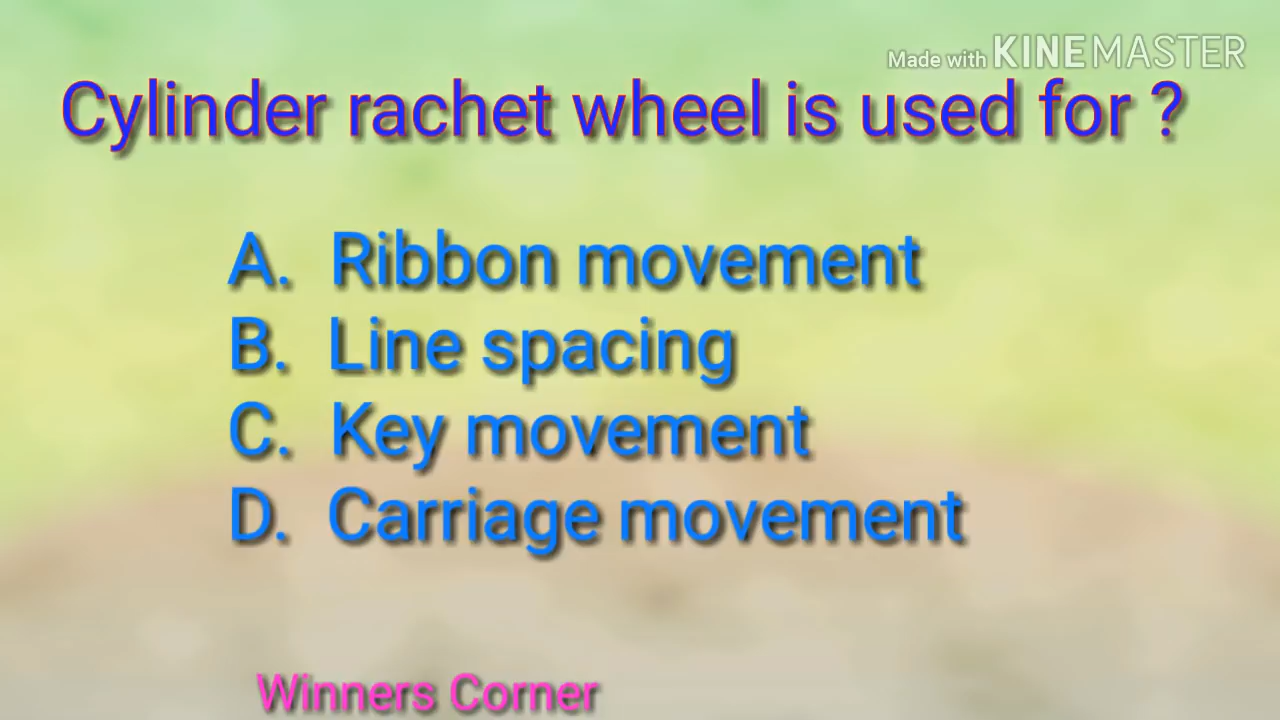 Made with KINEMASTER
Cylinder rachet wheel is used for ?
A. Ribbon movement
B. Line spacing
C. Key movement
D. Carriage movement
Winners Corner